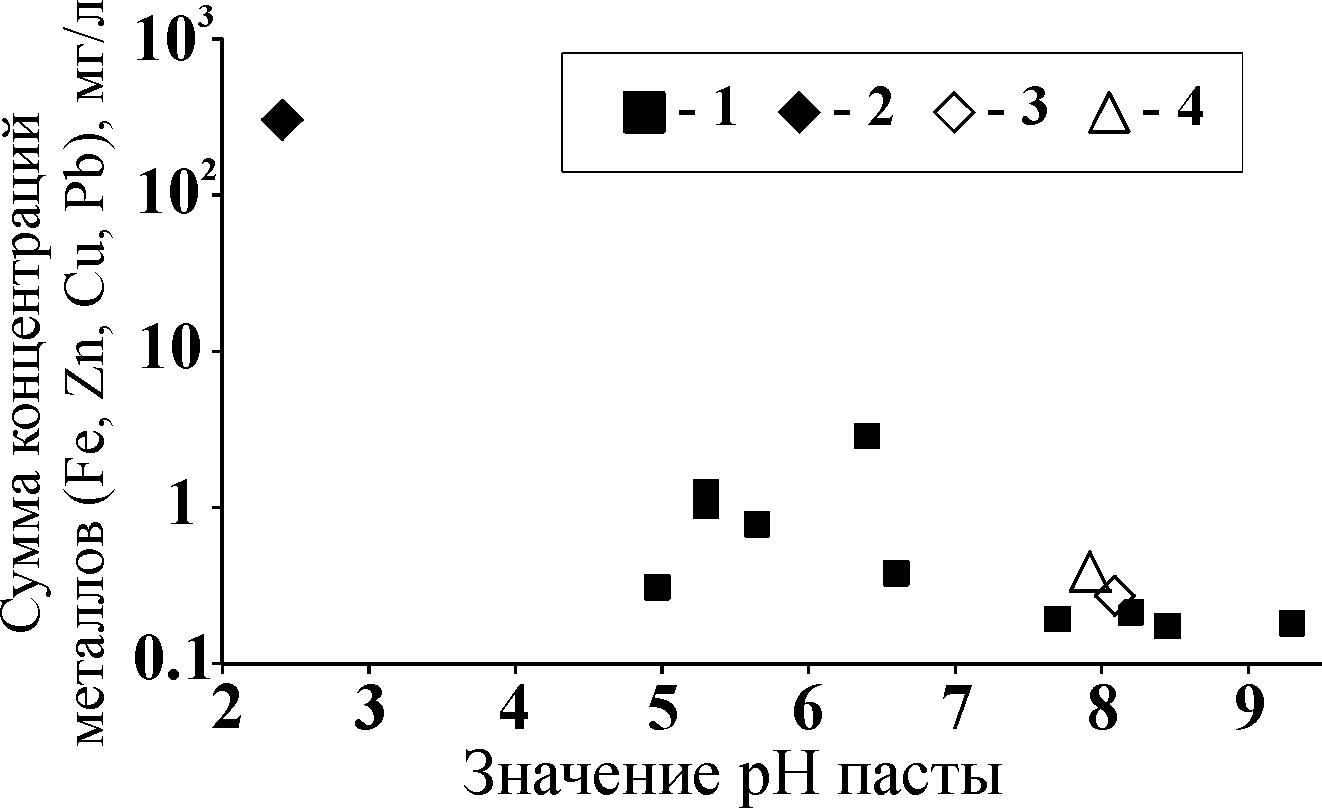 Сумма концентраций
металлов (Fe, Zn, Cu, Pb), мг/л
10³
10²
10
1
0.1
- 1 - 2 - 3 - 4
2 3 4 5 6 7 8 9
Значение pH пасты